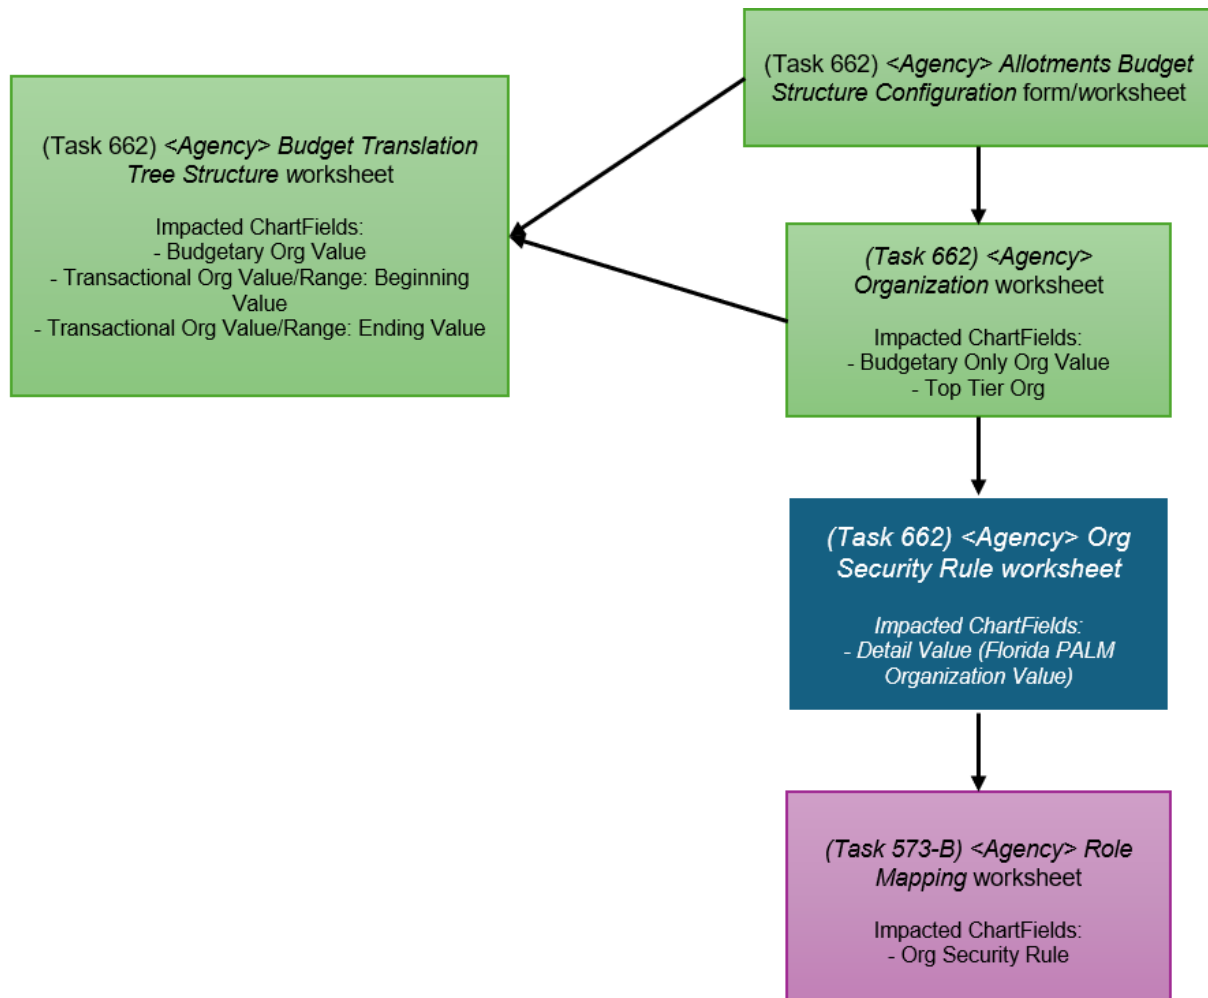 (Task 662) <Agency> Allotments Budget
Structure Configuration form/worksheet
(Task 662) <Agency> Budget Translation
Tree Structure worksheet
Impacted ChartFields:
- Budgetary Org Value
- Transactional Org Value/Range: Beginning
Value
- Transactional Org Value/Range: Ending Value
(Task 662) <Agency>
Organization worksheet
Impacted ChartFields:
- Budgetary Only Org Value
- Top Tier Org
(Task 662) <Agency> Org
Security Rule worksheet
Impacted ChartFields:
- Detail Value (Florida PALM
Organization Value)
(Task 573-B) <Agency> Role
Mapping worksheet
Impacted ChartFields:
- Org Security Rule